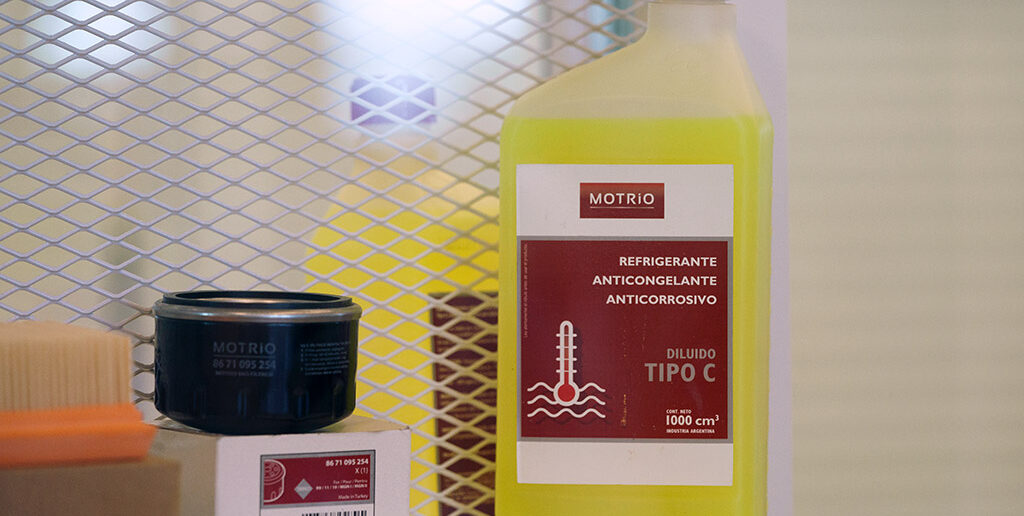 MOTRiO
REFRIGERANTE
ANTICONGELANTE
ANTICORROSIVO
DILUIDO
TIPO C
CONT. NETO
1000 cm³
INDUSTRIA ARGENTINA
MOTRiO
86 71 095 254
86 71 095 254
X (1)
Made in Turkey